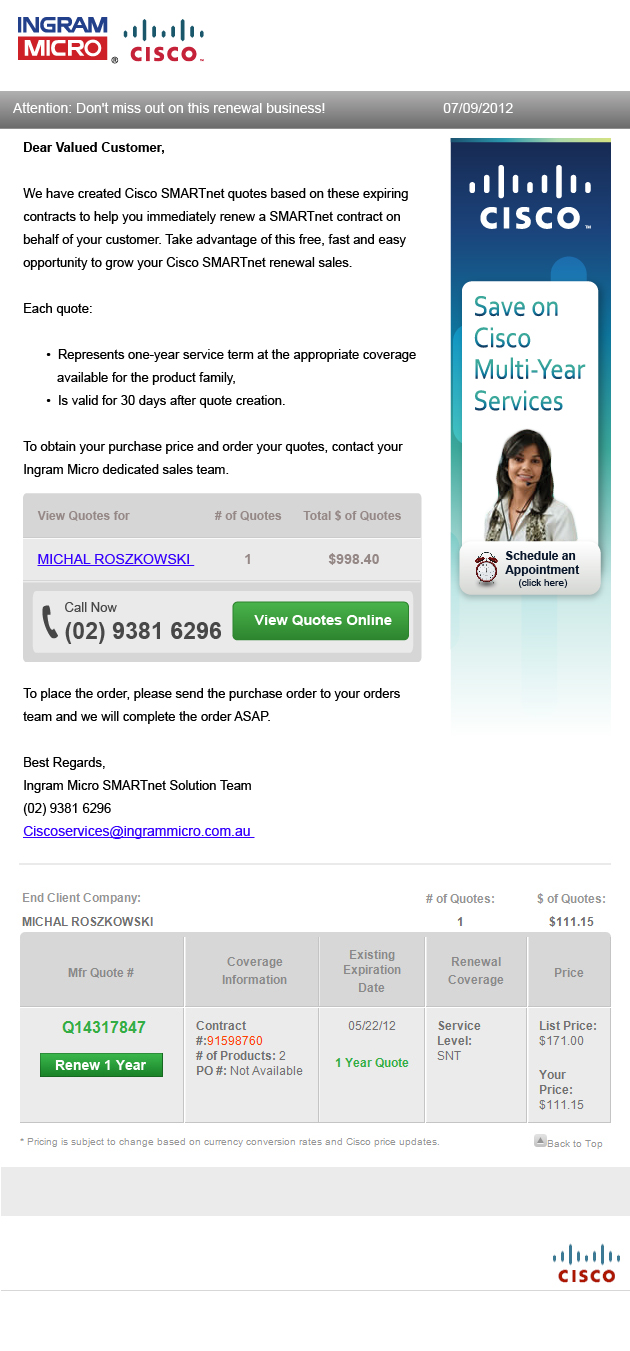 INGRAM
MICRO ®
CISCO™
Attention: Don't miss out on this renewal business! 07/09/2012
Dear Valued Customer,
We have created Cisco SMARTnet quotes based on these expiring
contracts to help you immediately renew a SMARTnet contract on
behalf of your customer. Take advantage of this free, fast and easy
opportunity to grow your Cisco SMARTnet renewal sales.
Each quote:
• Represents one-year service term at the appropriate coverage
available for the product family,
• Is valid for 30 days after quote creation.
To obtain your purchase price and order your quotes, contact your
Ingram Micro dedicated sales team.
View Quotes for # of Quotes Total $ of Quotes
MICHAL ROSZKOWSKI 1 $998.40
Call Now
(02) 9381 6296
View Quotes Online
To place the order, please send the purchase order to your orders
team and we will complete the order ASAP.
Best Regards,
Ingram Micro SMARTnet Solution Team
(02) 9381 6296
Ciscoservices@ingrammicro.com.au
CISCO™
Save on
Cisco
Multi-Year
Services
Schedule an
Appointment
(click here)
End Client Company: # of Quotes: $ of Quotes:
MICHAL ROSZKOWSKI 1 $111.15
Mfr Quote #
Coverage
Information
Existing
Expiration
Date
Renewal
Coverage
Price
Q14317847
Renew 1 Year
Contract
#:91598760
# of Products: 2
PO #: Not Available
05/22/12
1 Year Quote
Service
Level:
SNT
List Price:
$171.00
Your
Price:
$111.15
* Pricing is subject to change based on currency conversion rates and Cisco price updates.
Back to Top
CISCO